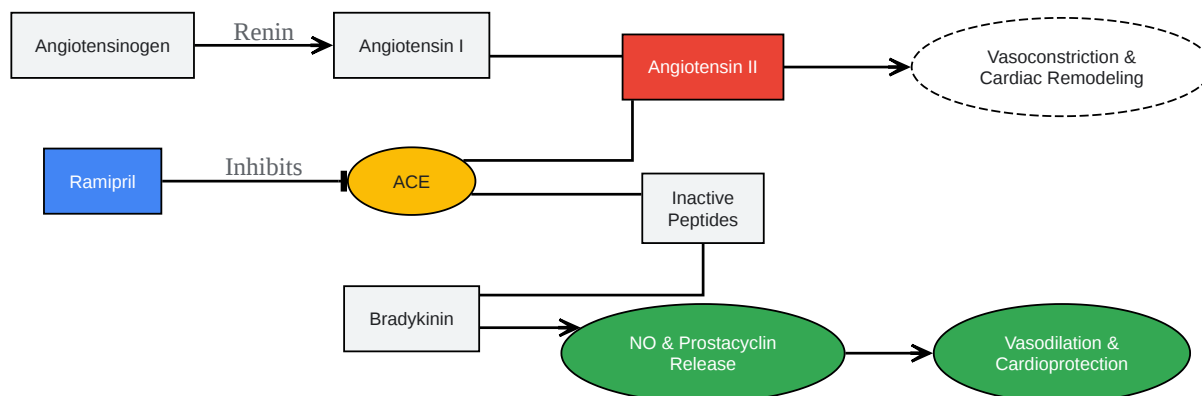 Angiotensinogen
Renin
Angiotensin I
Angiotensin II
Vasoconstriction &
Cardiac Remodeling
Ramipril
Inhibits
ACE
Inactive
Peptides
Bradykinin
NO & Prostacyclin
Release
Vasodilation &
Cardioprotection